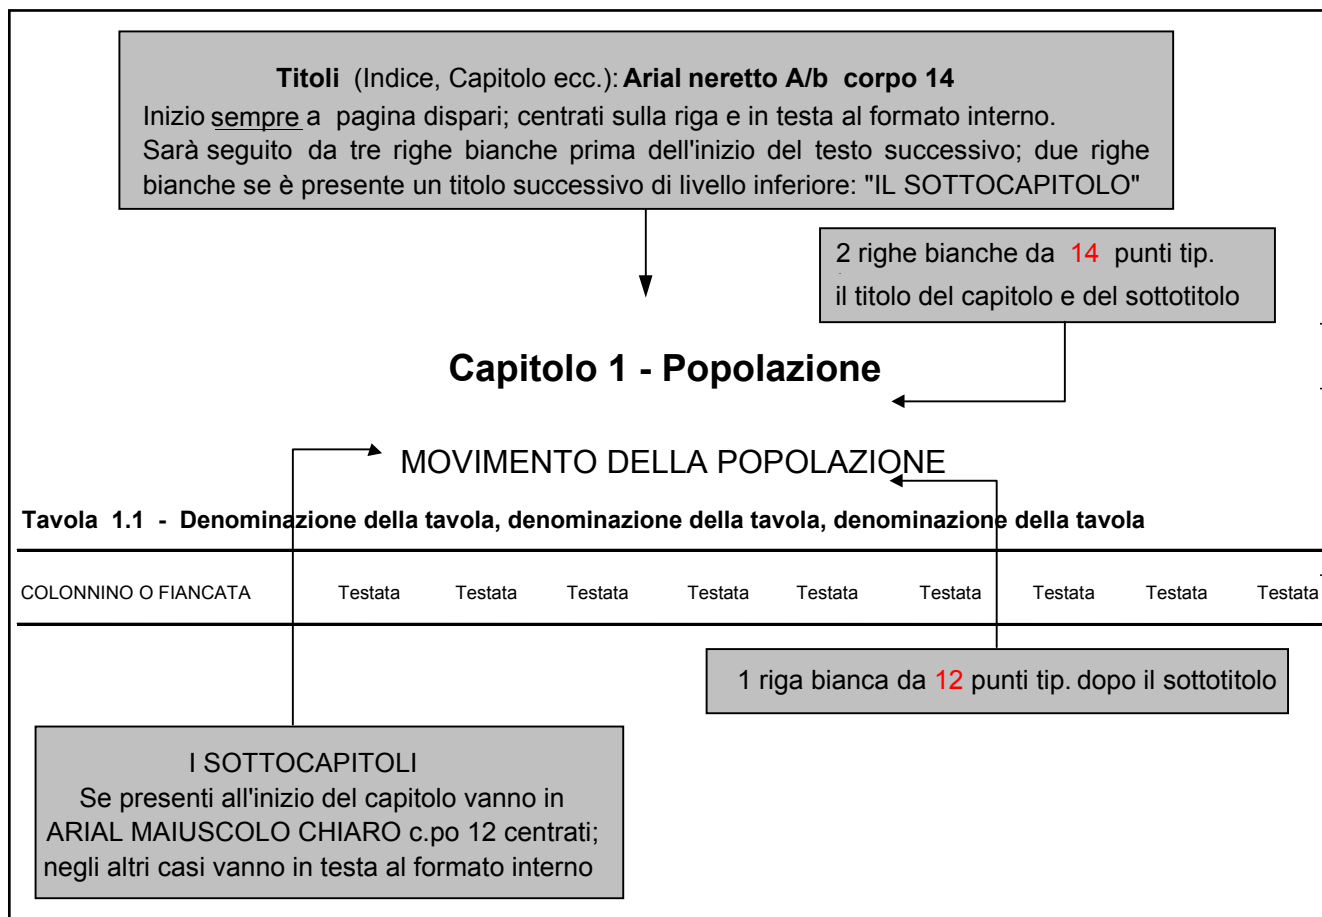 Titoli (Indice, Capitolo ecc.): Arial neretto A/b corpo 14
Inizio sempre a pagina dispari; centrati sulla riga e in testa al formato interno.
Sarà seguito da tre righe bianche prima dell'inizio del testo successivo; due righe
bianche se è presente un titolo successivo di livello inferiore: "IL SOTTOCAPITOLO"
2 righe bianche da 14 punti tip.
il titolo del capitolo e del sottotitolo
Capitolo 1 - Popolazione
MOVIMENTO DELLA POPOLAZIONE
Tavola 1.1 - Denominazione della tavola, denominazione della tavola, denominazione della tavola
COLONNINO O FIANCATA Testata Testata Testata Testata Testata Testata Testata Testata Testata
1 riga bianca da 12 punti tip. dopo il sottotitolo
I SOTTOCAPITOLI
Se presenti all'inizio del capitolo vanno in
ARIAL MAIUSCOLO CHIARO c.po 12 centrati;
negli altri casi vanno in testa al formato interno